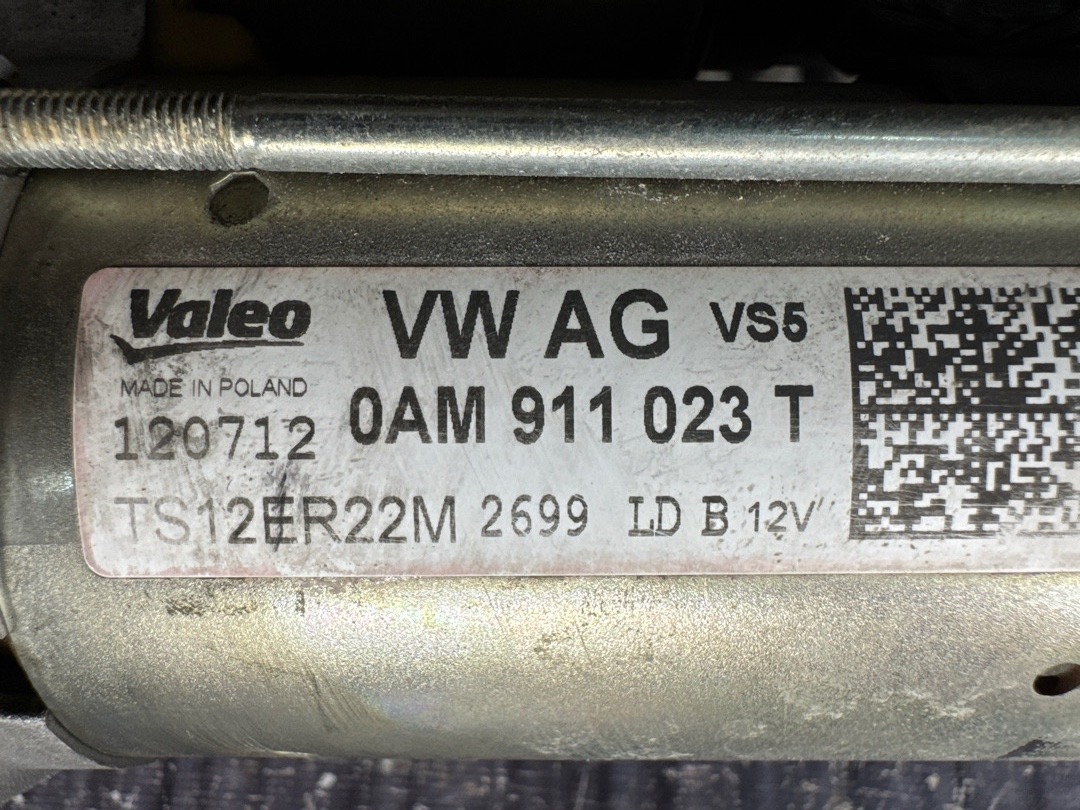 Valeo VW AG VS5
MADE IN POLAND
120712 0AM 911 023 T
TS12ER22M 2699 LD B 12V